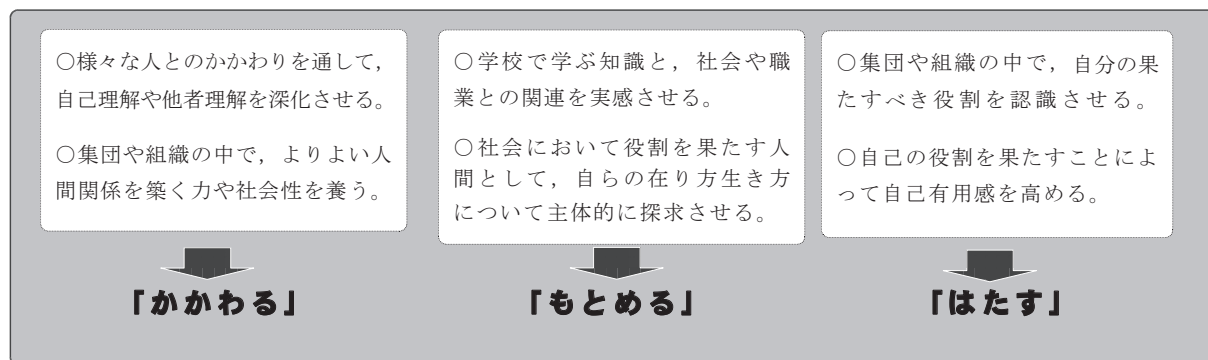 ○様々な人とのかかわりを通して，
自己理解や他者理解を深化させる。
○集団や組織の中で，よりよい人
間関係を築く力や社会性を養う。
「かかわる」
○学校で学ぶ知識と，社会や職
業との関連を実感させる。
○社会において役割を果たす人
間として，自らの在り方生き方
について主体的に探求させる。
「もとめる」
○集団や組織の中で，自分の果
たすべき役割を認識させる。
○自己の役割を果たすことによ
って自己有用感を高める。
「はたす」